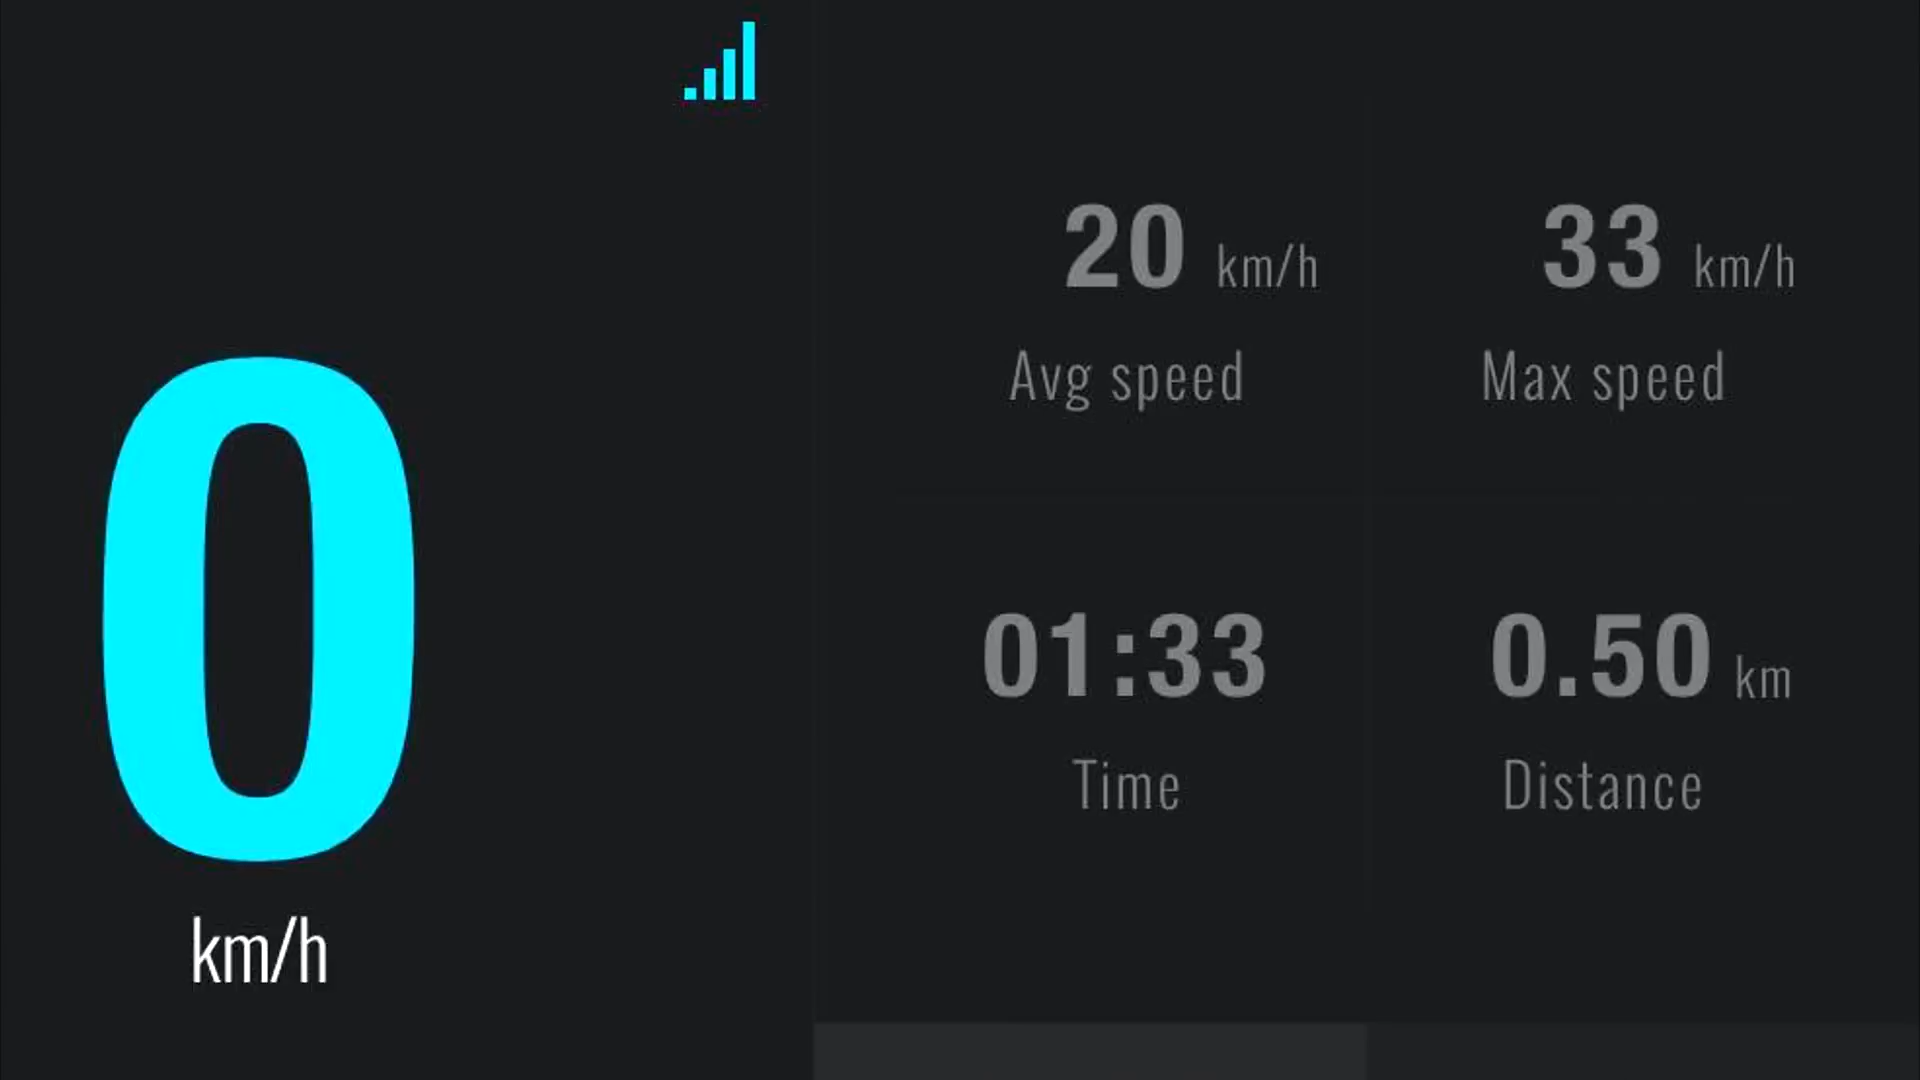 0
km/h
20 km/h
Avg speed
33 km/h
Max speed
01:33
Time
0.50 km
Distance